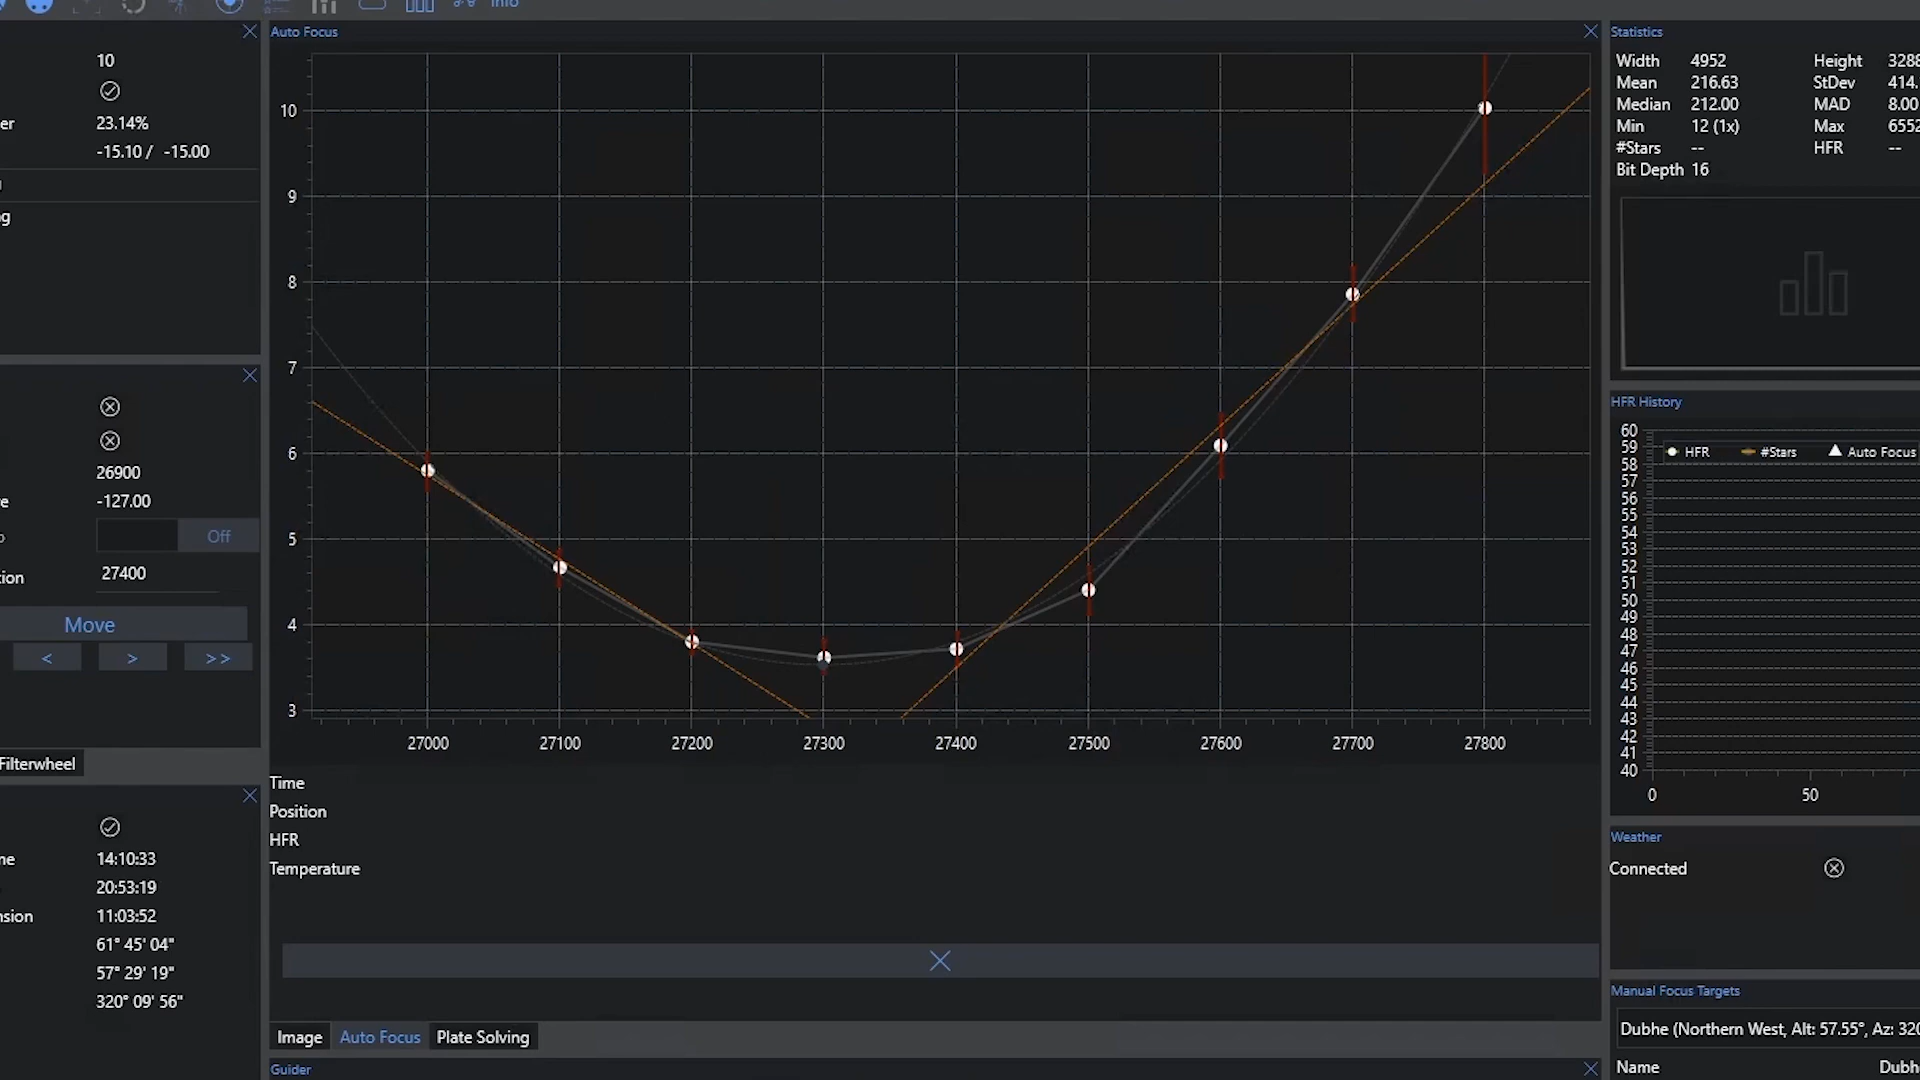 Info
10
er
23.14%
-15.10 / -15.00
g
26900
e
-127.00
Off
ion
27400
Move
<
>
>>
Filterwheel
ne
14:10:33
20:53:19
nsion
11:03:52
61° 45' 04"
57° 29' 19"
320° 09' 56"
Auto Focus
10
9
8
7
6
5
4
3
27000 27100 27200 27300 27400 27500 27600 27700 27800
Time
Position
HFR
Temperature
Image Auto Focus Plate Solving
Guider
Statistics
Width 4952 Height 3288
Mean 216.63 StDev 414.
Median 212.00 MAD 8.00
Min 12 (1x) Max 6552
#Stars -- HFR --
Bit Depth 16
HFR History
HFR #Stars Auto Focus
60
59
58
57
56
55
54
53
52
51
50
49
48
47
46
45
44
43
42
41
40
0 50
Weather
Connected
Manual Focus Targets
Dubhe (Northern West, Alt: 57.55°, Az: 320
Name Dubhe